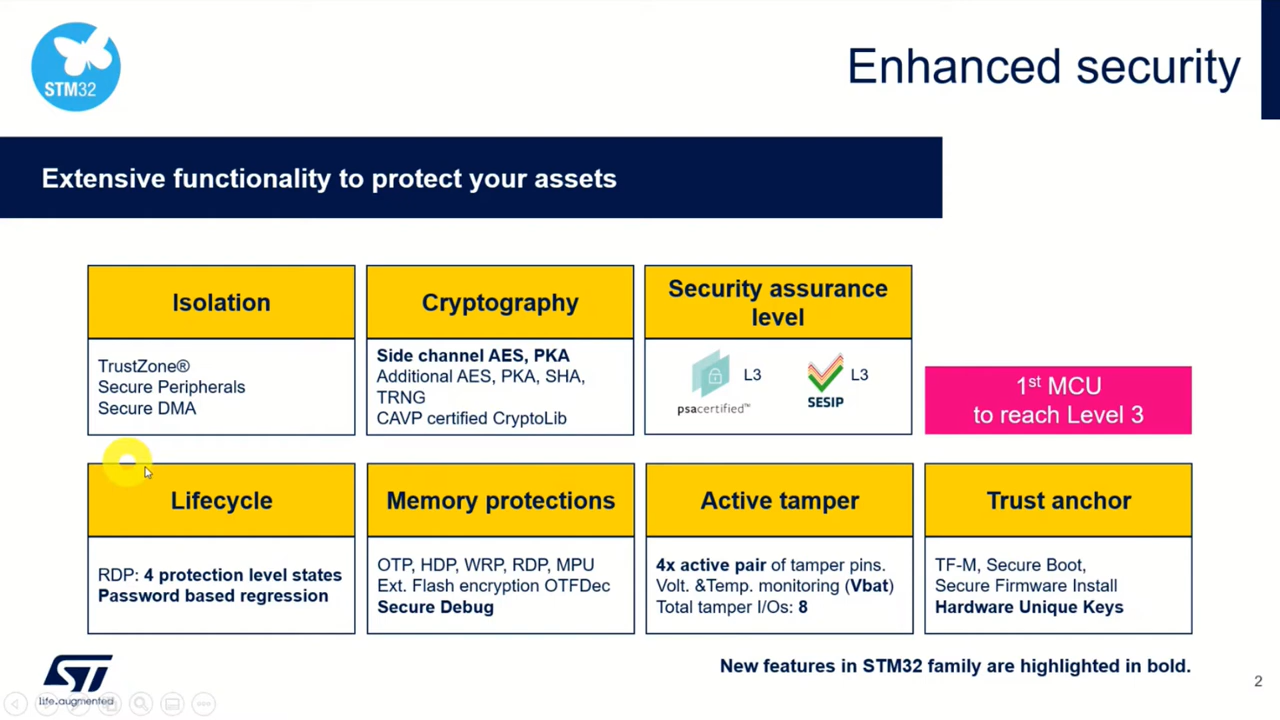 STM32
Enhanced security
Extensive functionality to protect your assets
Isolation
TrustZone®
Secure Peripherals
Secure DMA
Cryptography
Side channel AES, PKA
Additional AES, PKA, SHA,
TRNG
CAVP certified CryptoLib
Security assurance
level
psacertified™
L3
SESIP
L3
1st MCU
to reach Level 3
Lifecycle
RDP: 4 protection level states
Password based regression
Memory protections
OTP, HDP, WRP, RDP, MPU
Ext. Flash encryption OTFDec
Secure Debug
Active tamper
4x active pair of tamper pins.
Volt. &Temp. monitoring (Vbat)
Total tamper I/Os: 8
Trust anchor
TF-M, Secure Boot,
Secure Firmware Install
Hardware Unique Keys
ST
life.augmented
New features in STM32 family are highlighted in bold.
2